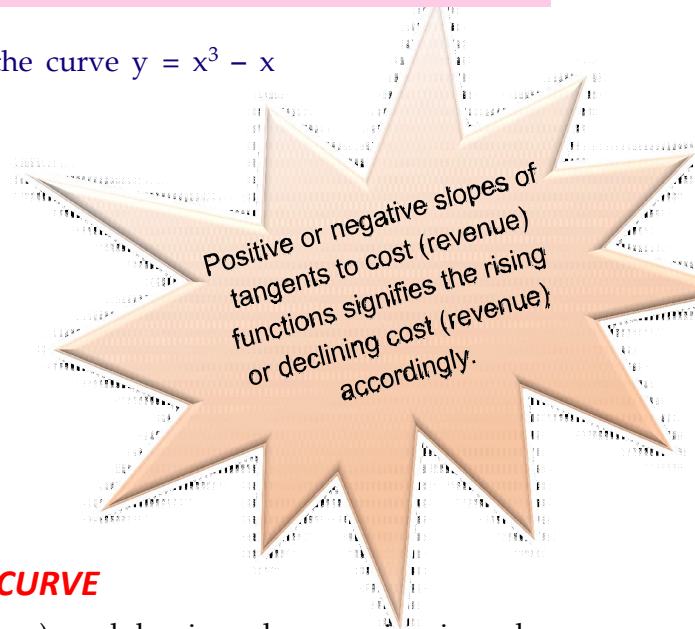 the curve y = x³ – x
Positive or negative slopes of
tangents to cost (revenue)
functions signifies the rising
or declining cost (revenue)
accordingly.
CURVE